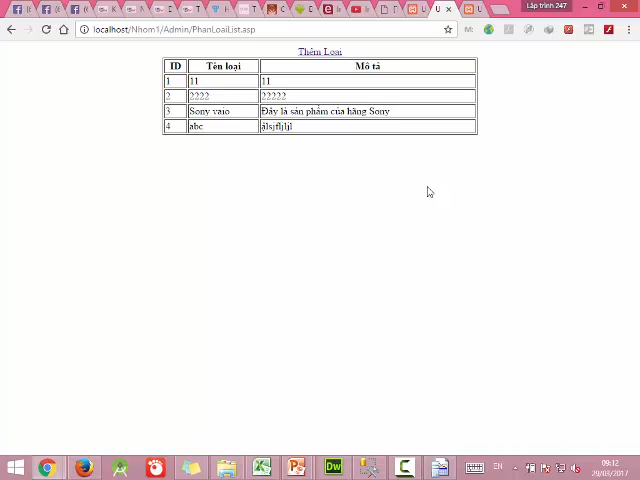 Lập trình 247
localhost/Nhom1/Admin/PhanLoaiList.asp
Thêm Loại
ID Tên loại Mô tả
1 11 11
2 2222 22222
3 Sony vaio Đây là sản phẩm của hãng Sony
4 abc
EN
09:12
29/03/2017